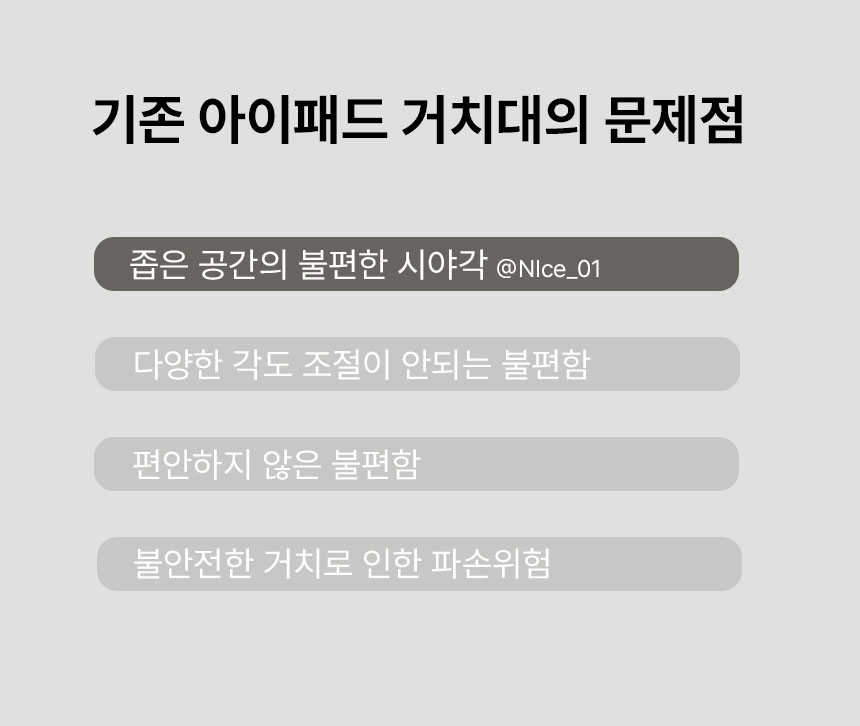 기존 아이패드 거치대의 문제점
좁은 공간의 불편한 시야각 @NIce_01
다양한 각도 조절이 안되는 불편함
편안하지 않은 불편함
불안전한 거치로 인한 파손위험